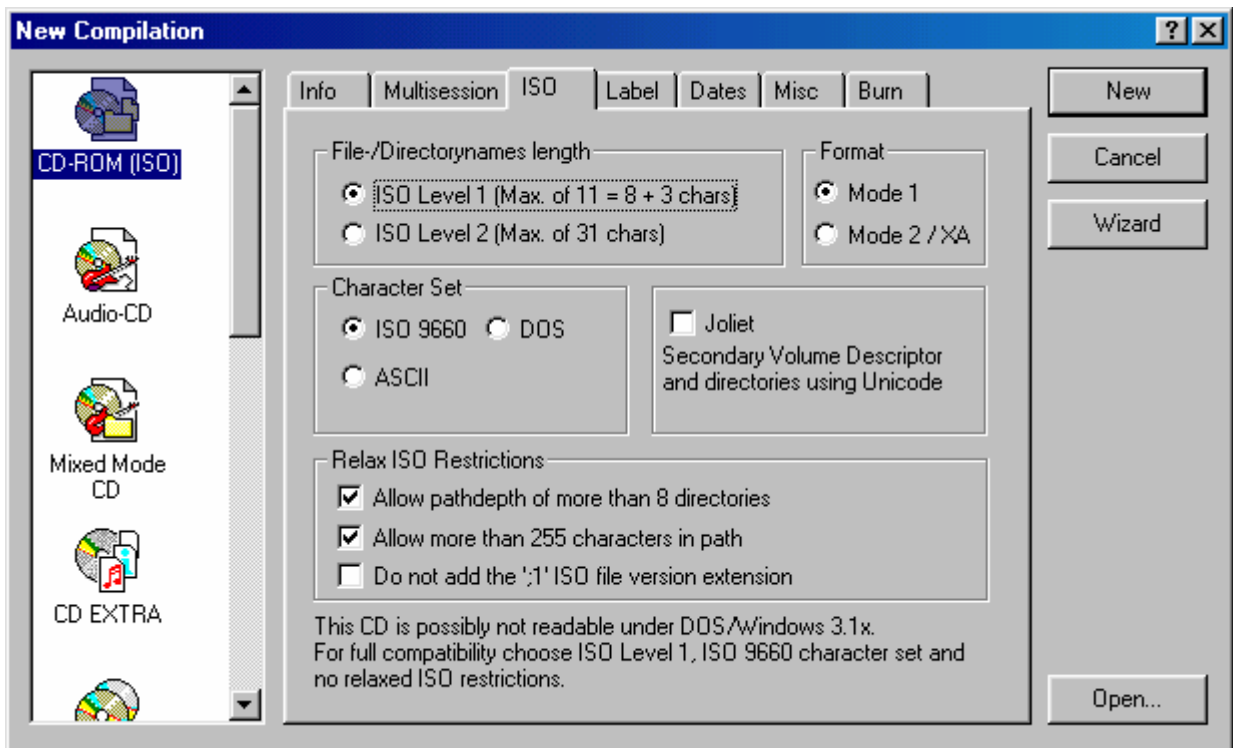 New Compilation
CD-ROM (ISO)
Audio-CD
Mixed Mode
CD
CD EXTRA
Info
Multisession
ISO
Label
Dates
Misc
Burn
File-/Directorynames length
ISO Level 1 (Max. of 11 = 8 + 3 chars)
ISO Level 2 (Max. of 31 chars)
Format
Mode 1
Mode 2 / XA
Character Set
ISO 9660
DOS
ASCII
Joliet
Secondary Volume Descriptor
and directories using Unicode
Relax ISO Restrictions
Allow pathdepth of more than 8 directories
Allow more than 255 characters in path
Do not add the ';1' ISO file version extension
This CD is possibly not readable under DOS/Windows 3.1x.
For full compatibility choose ISO Level 1, ISO 9660 character set and
no relaxed ISO restrictions.
New
Cancel
Wizard
Open...